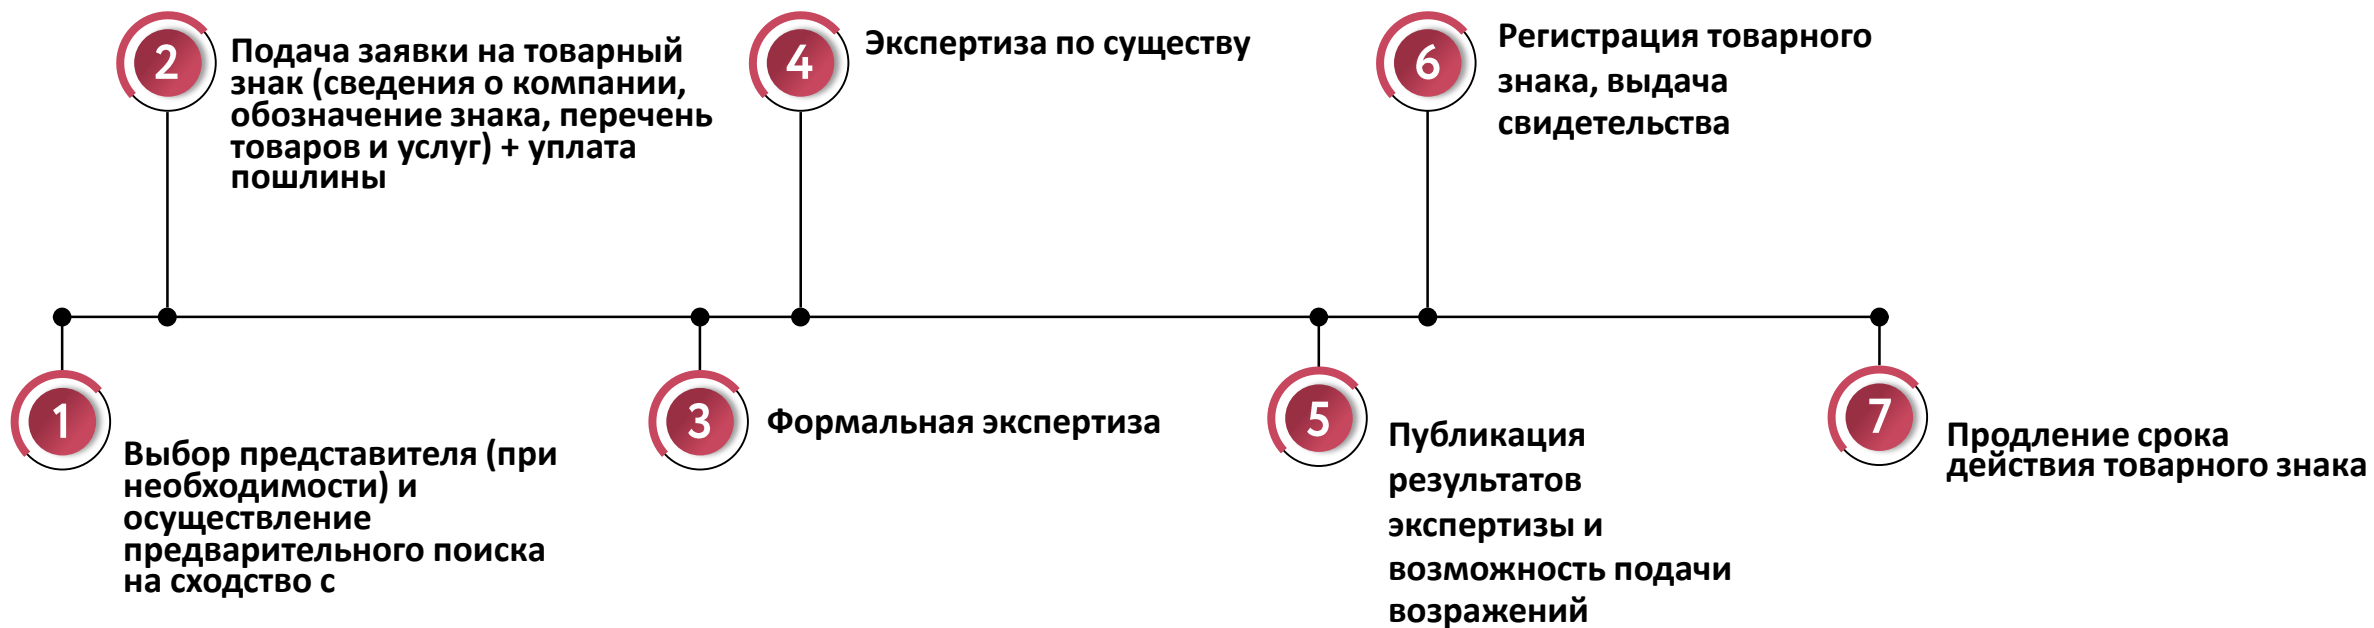 1
Выбор представителя (при
необходимости) и
осуществление
предварительного поиска
на сходство с
2
Подача заявки на товарный
знак (сведения о компании,
обозначение знака, перечень
товаров и услуг) + уплата
пошлины
3
Формальная экспертиза
4
Экспертиза по существу
5
Публикация
результатов
экспертизы и
возможность подачи
возражений
6
Регистрация товарного
знака, выдача
свидетельства
7
Продление срока
действия товарного знака